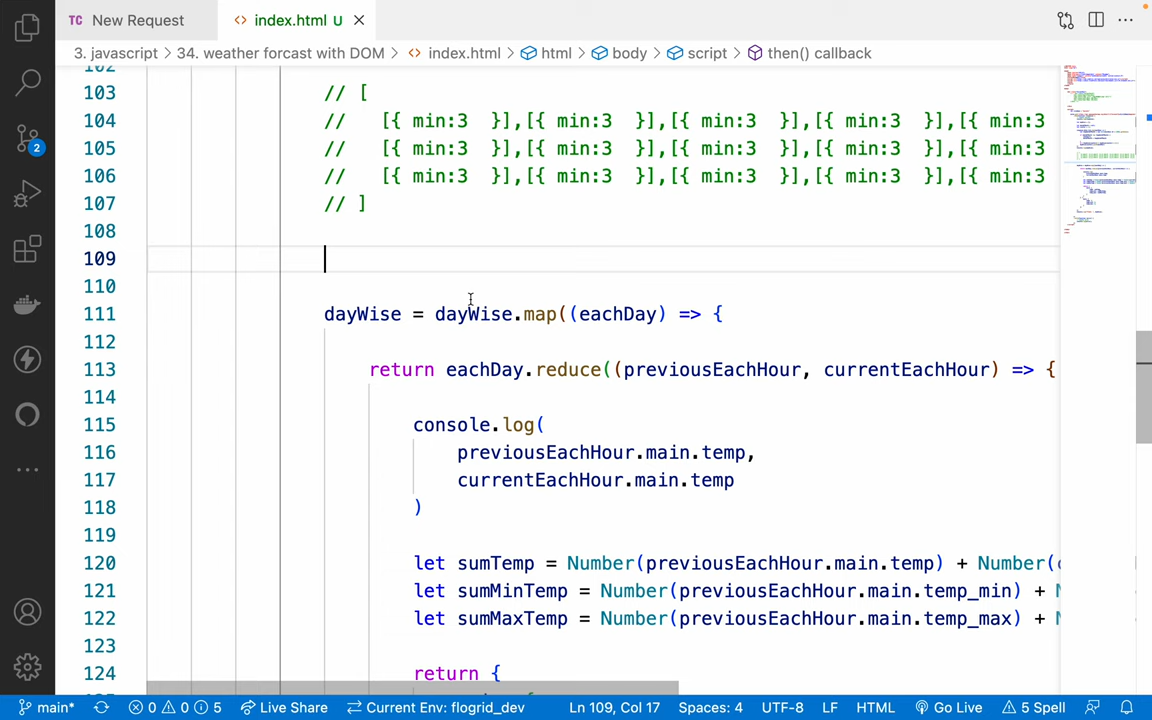 TC New Request
<> index.html U ×
3. javascript > 34. weather forcast with DOM > <> index.html > html > body > script > then() callback
103 // [
104 //   [{ min:3  }],[{ min:3  }],[{ min:3  }],[{ min:3  }],[{ min:3
105 //   [{ min:3  }],[{ min:3  }],[{ min:3  }],[{ min:3  }],[{ min:3
106 //   [{ min:3  }],[{ min:3  }],[{ min:3  }],[{ min:3  }],[{ min:3
107 // ]
108
109
110
111 dayWise = dayWise.map((eachDay) => {
112
113 return eachDay.reduce((previousEachHour, currentEachHour) => {
114
115 console.log(
116 previousEachHour.main.temp,
117 currentEachHour.main.temp
118 )
119
120 let sumTemp = Number(previousEachHour.main.temp) + Number(
121 let sumMinTemp = Number(previousEachHour.main.temp_min) +
122 let sumMaxTemp = Number(previousEachHour.main.temp_max) +
123
124 return {
2
main* 0 0 5 Live Share Current Env: flogrid_dev Ln 109, Col 17 Spaces: 4 UTF-8 LF HTML Go Live 5 Spell